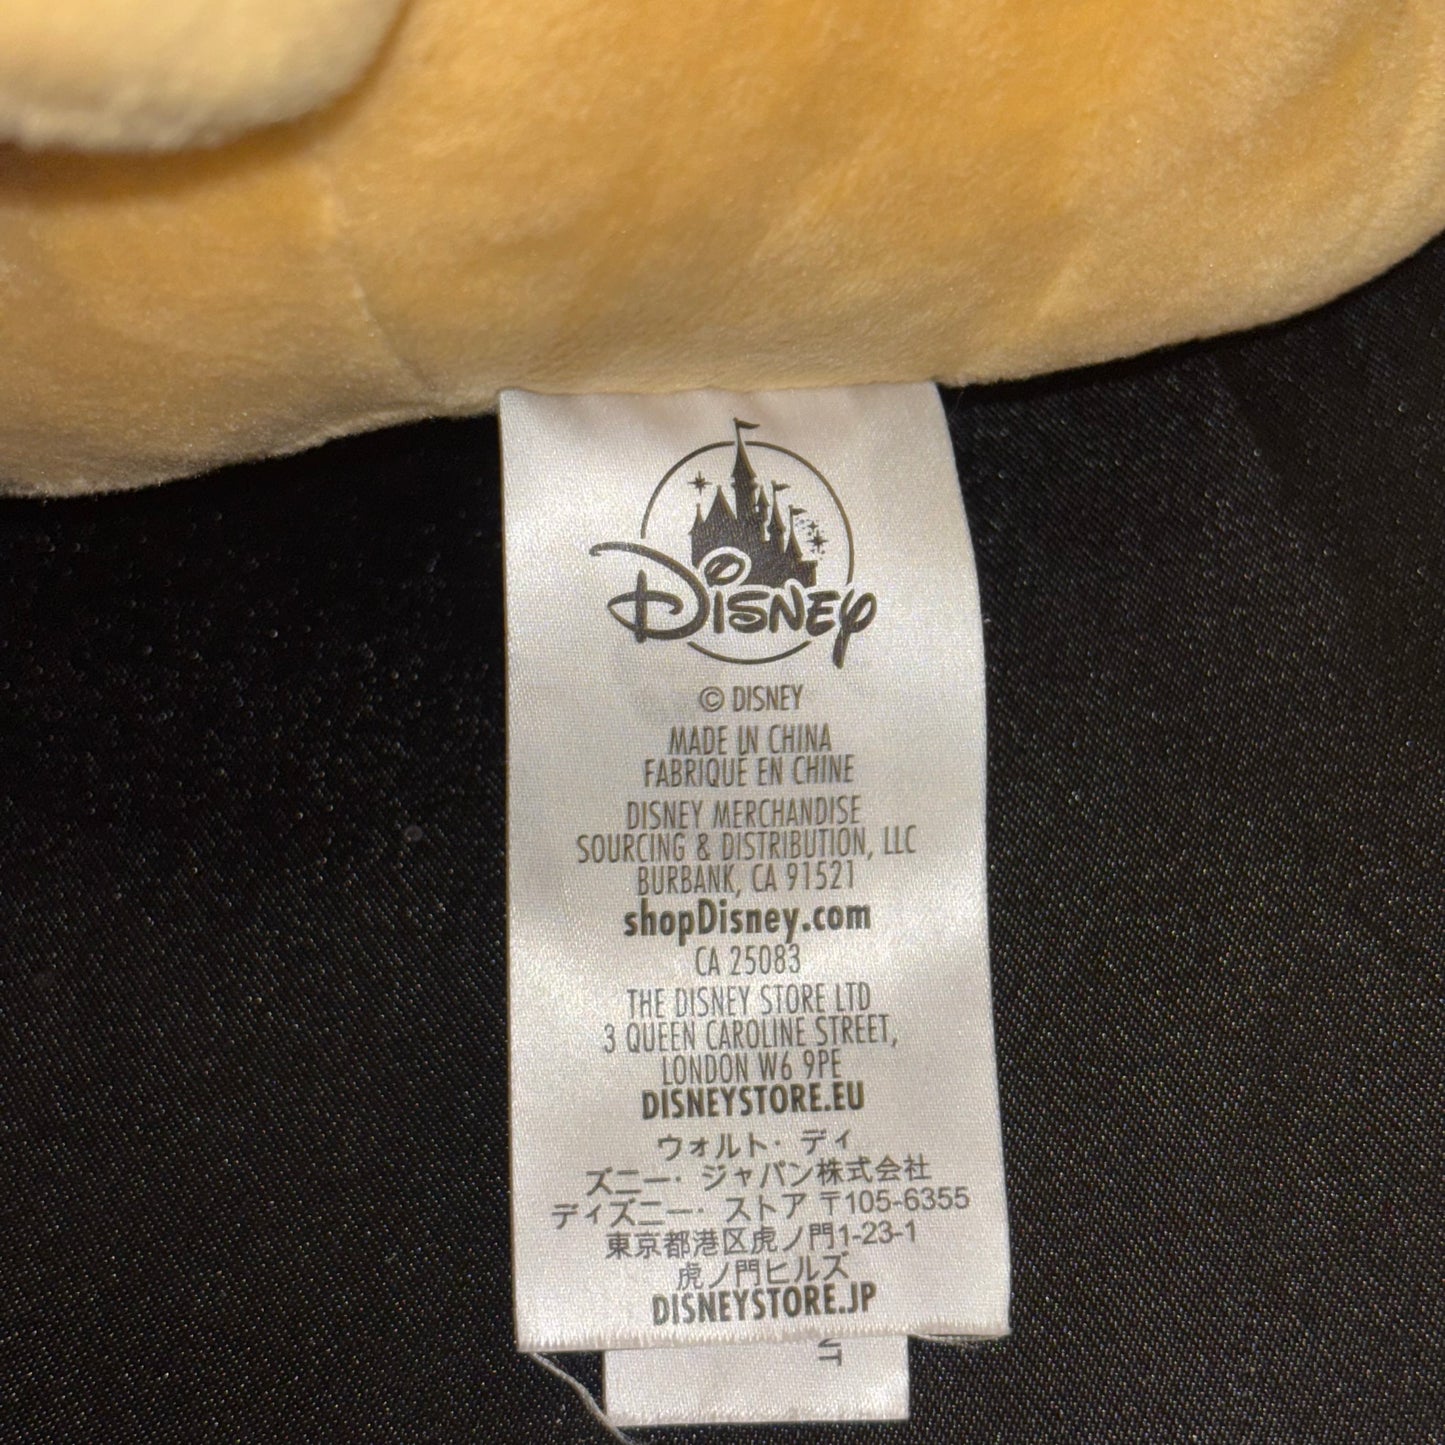 Disney
© DISNEY
MADE IN CHINA
FABRIQUÉ EN CHINE
DISNEY MERCHANDISE
SOURCING & DISTRIBUTION, LLC
BURBANK, CA 91521
shopDisney.com
CA 25083
THE DISNEY STORE LTD
3 QUEEN CAROLINE STREET,
LONDON W6 9PE
DISNEYSTORE.EU
ウォルト・ディ
ズニー・ジャパン株式会社
ディズニー・ストア 〒105-6355
東京都港区虎ノ門1-23-1
虎ノ門ヒルズ
DISNEYSTORE.JP